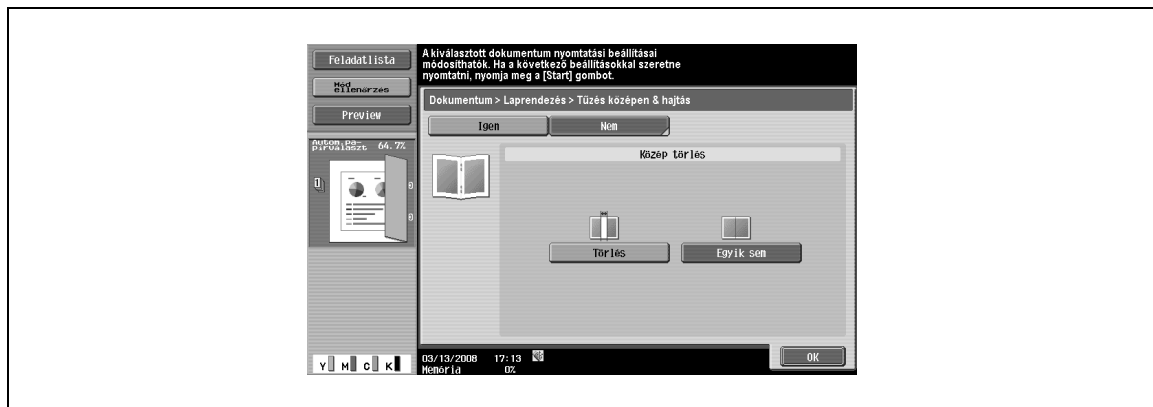 Feladatlista
Mód
ellenőrzés
Preview
Auton.pa-
pírválaszt 64.7%
A kiválasztott dokumentum nyomtatási beállításai
módosíthatók. Ha a következő beállításokkal szeretne
nyomtatni, nyomja meg a [Start] gombot.
Dokumentum > Laprendezés > Tűzés középen & hajtás
Igen
Nem
Közép törlés
Törlés
Egyik sem
Y M C K
03/13/2008 17:13
Memória 0%
OK